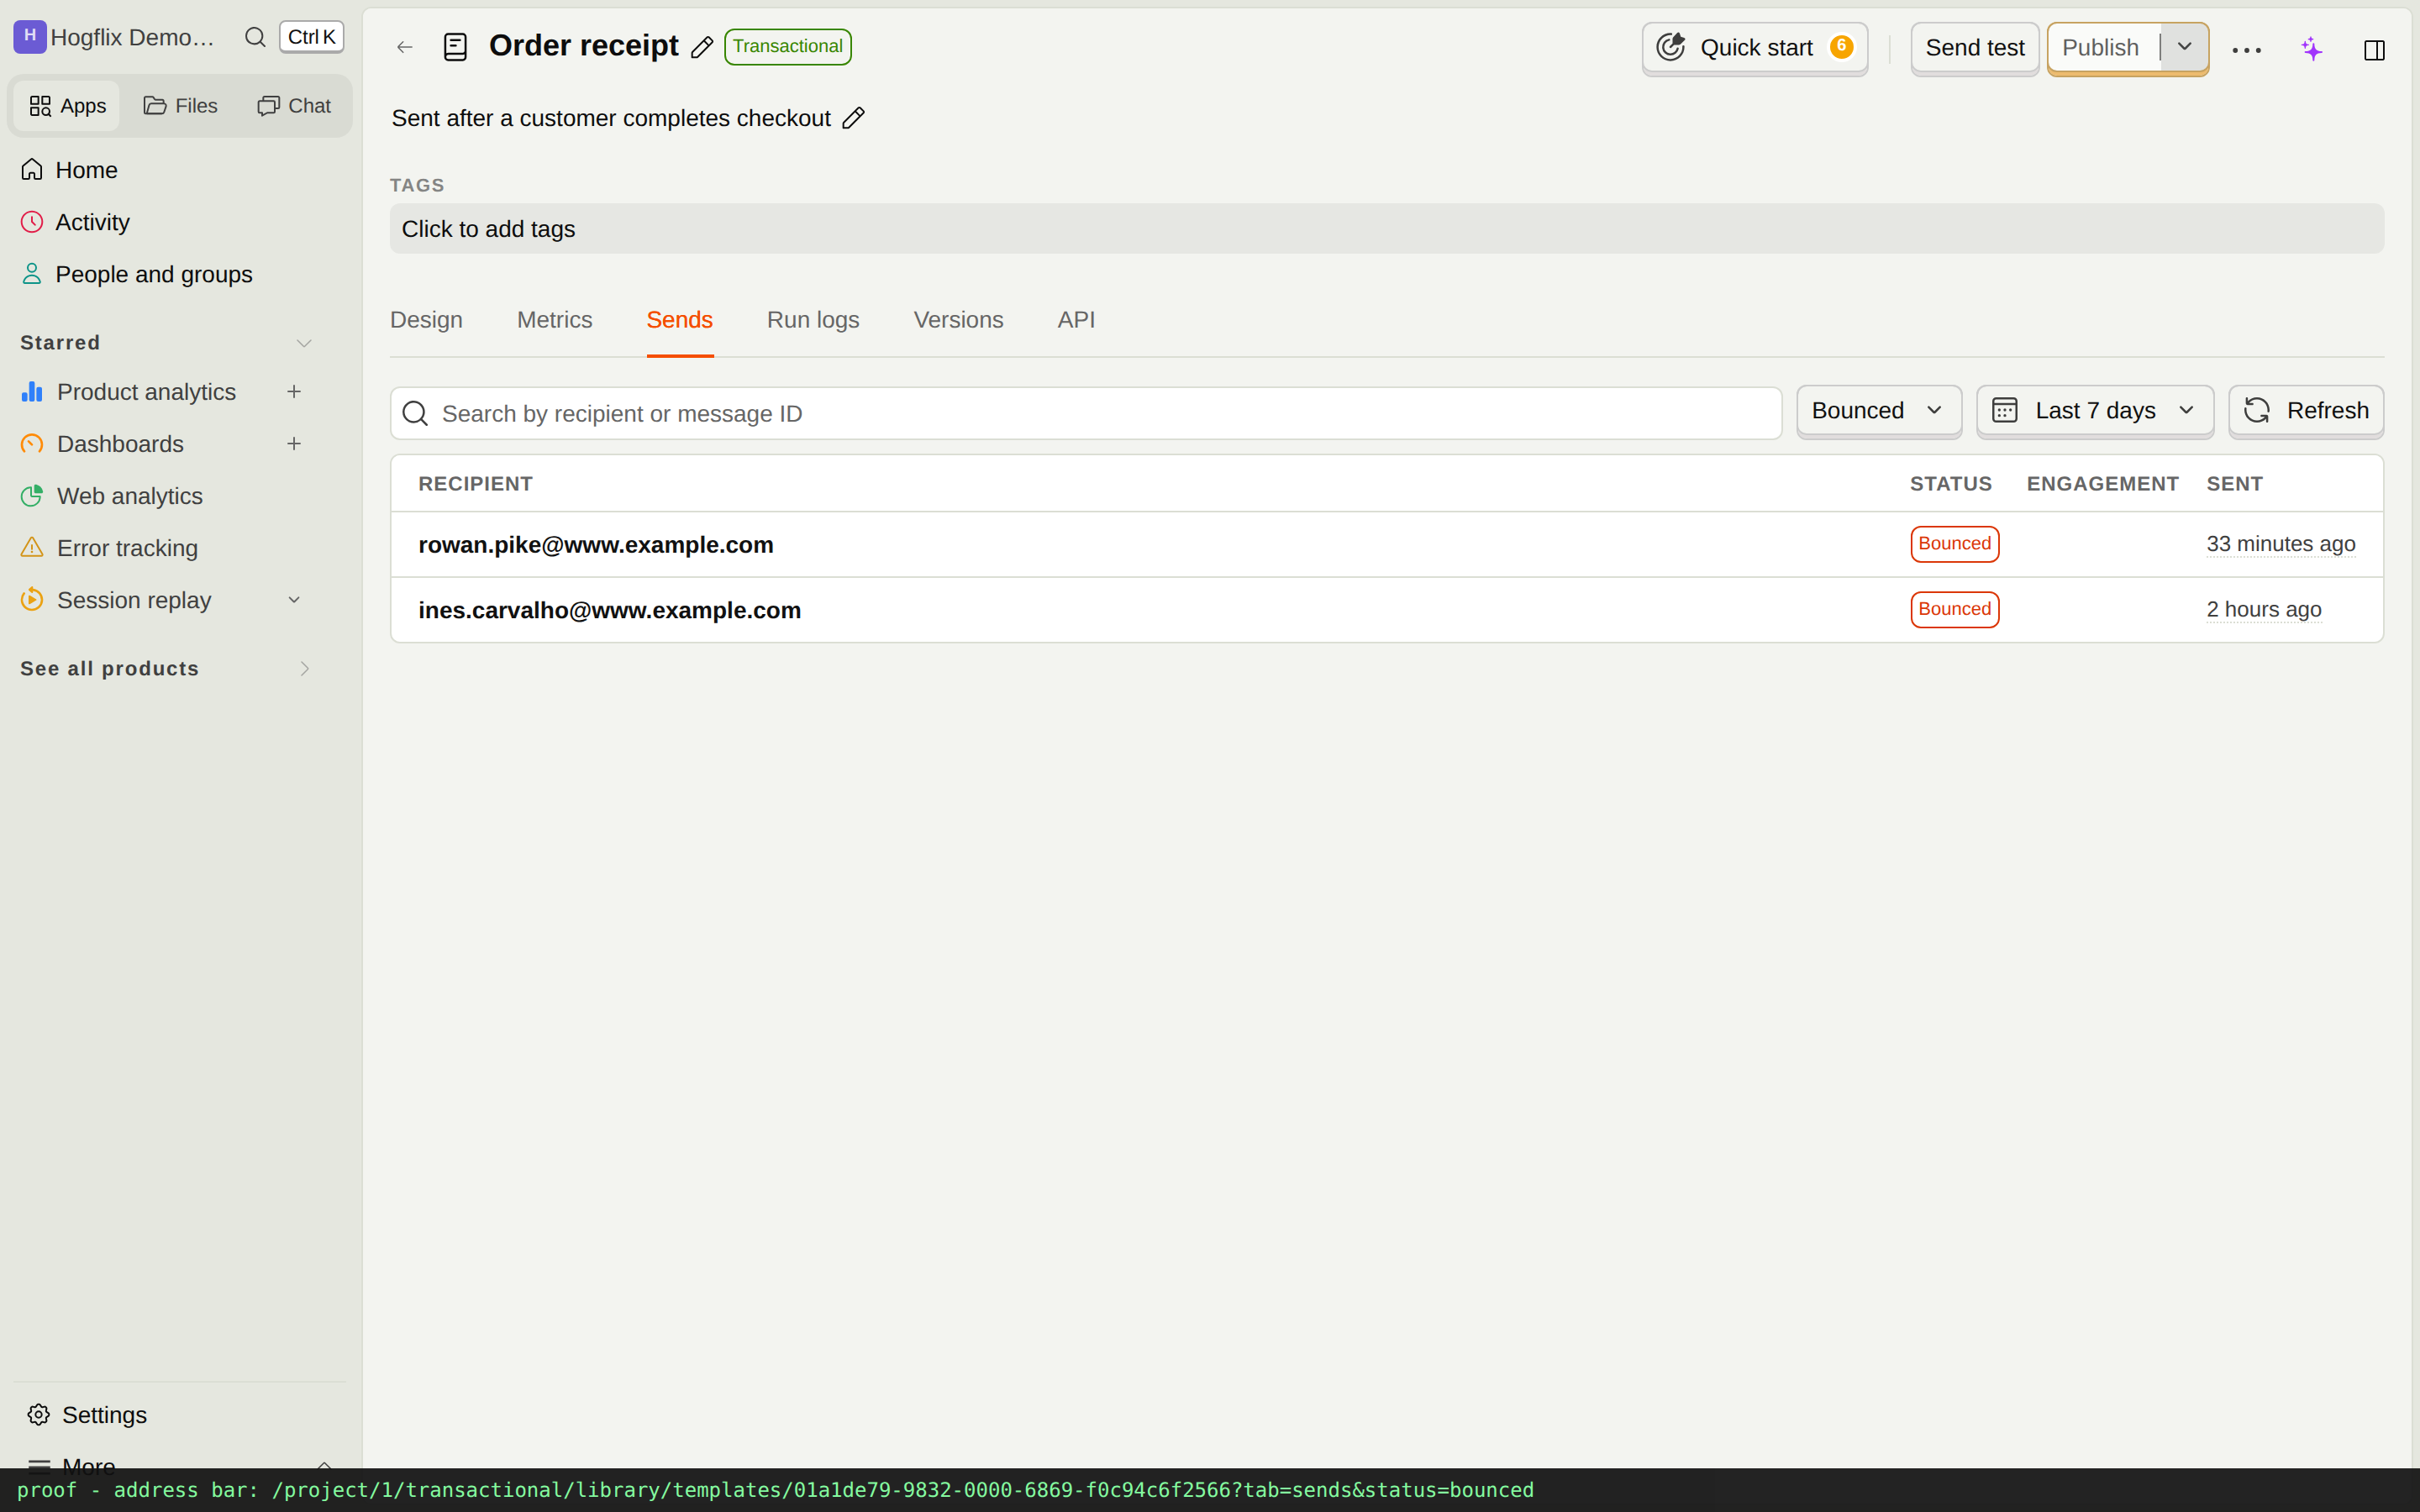 H Hogflix Demo… Ctrl K
Apps Files Chat
Home
Activity
People and groups
Starred
Product analytics
Dashboards
Web analytics
Error tracking
Session replay
See all products
Settings
More
Order receipt Transactional
Quick start 6 Send test Publish
Sent after a customer completes checkout
TAGS
Click to add tags
Design Metrics Sends Run logs Versions API
Search by recipient or message ID Bounced Last 7 days Refresh
RECIPIENT STATUS ENGAGEMENT SENT
rowan.pike@www.example.com Bounced 33 minutes ago
ines.carvalho@www.example.com Bounced 2 hours ago
proof - address bar: /project/1/transactional/library/templates/01a1de79-9832-0000-6869-f0c94c6f2566?tab=sends&status=bounced